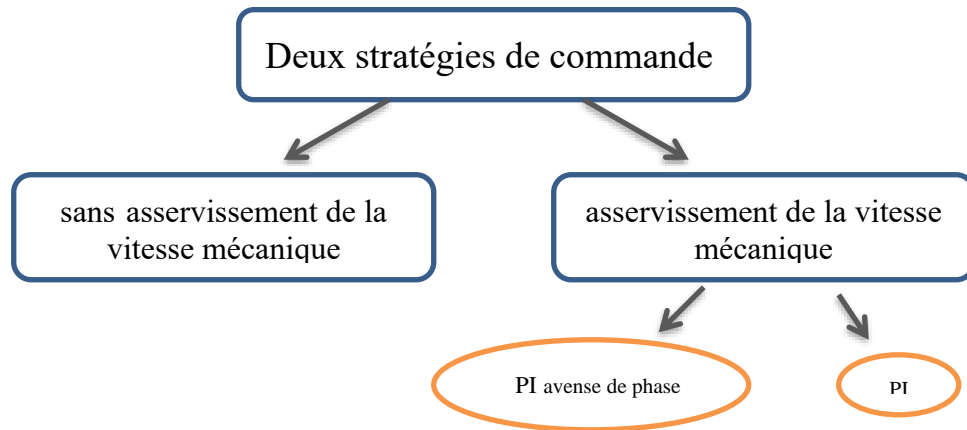 Deux stratégies de commande
sans asservissement de la
vitesse mécanique
asservissement de la vitesse
mécanique
PI avense de phase
PI